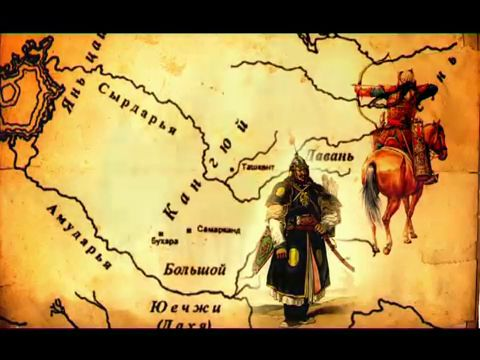 Яньцай
Сырдарья
Кангюй
Давань
Ташкент
Амударья
Самарканд
Бухара
Большой
Юечжи
(Дахя)